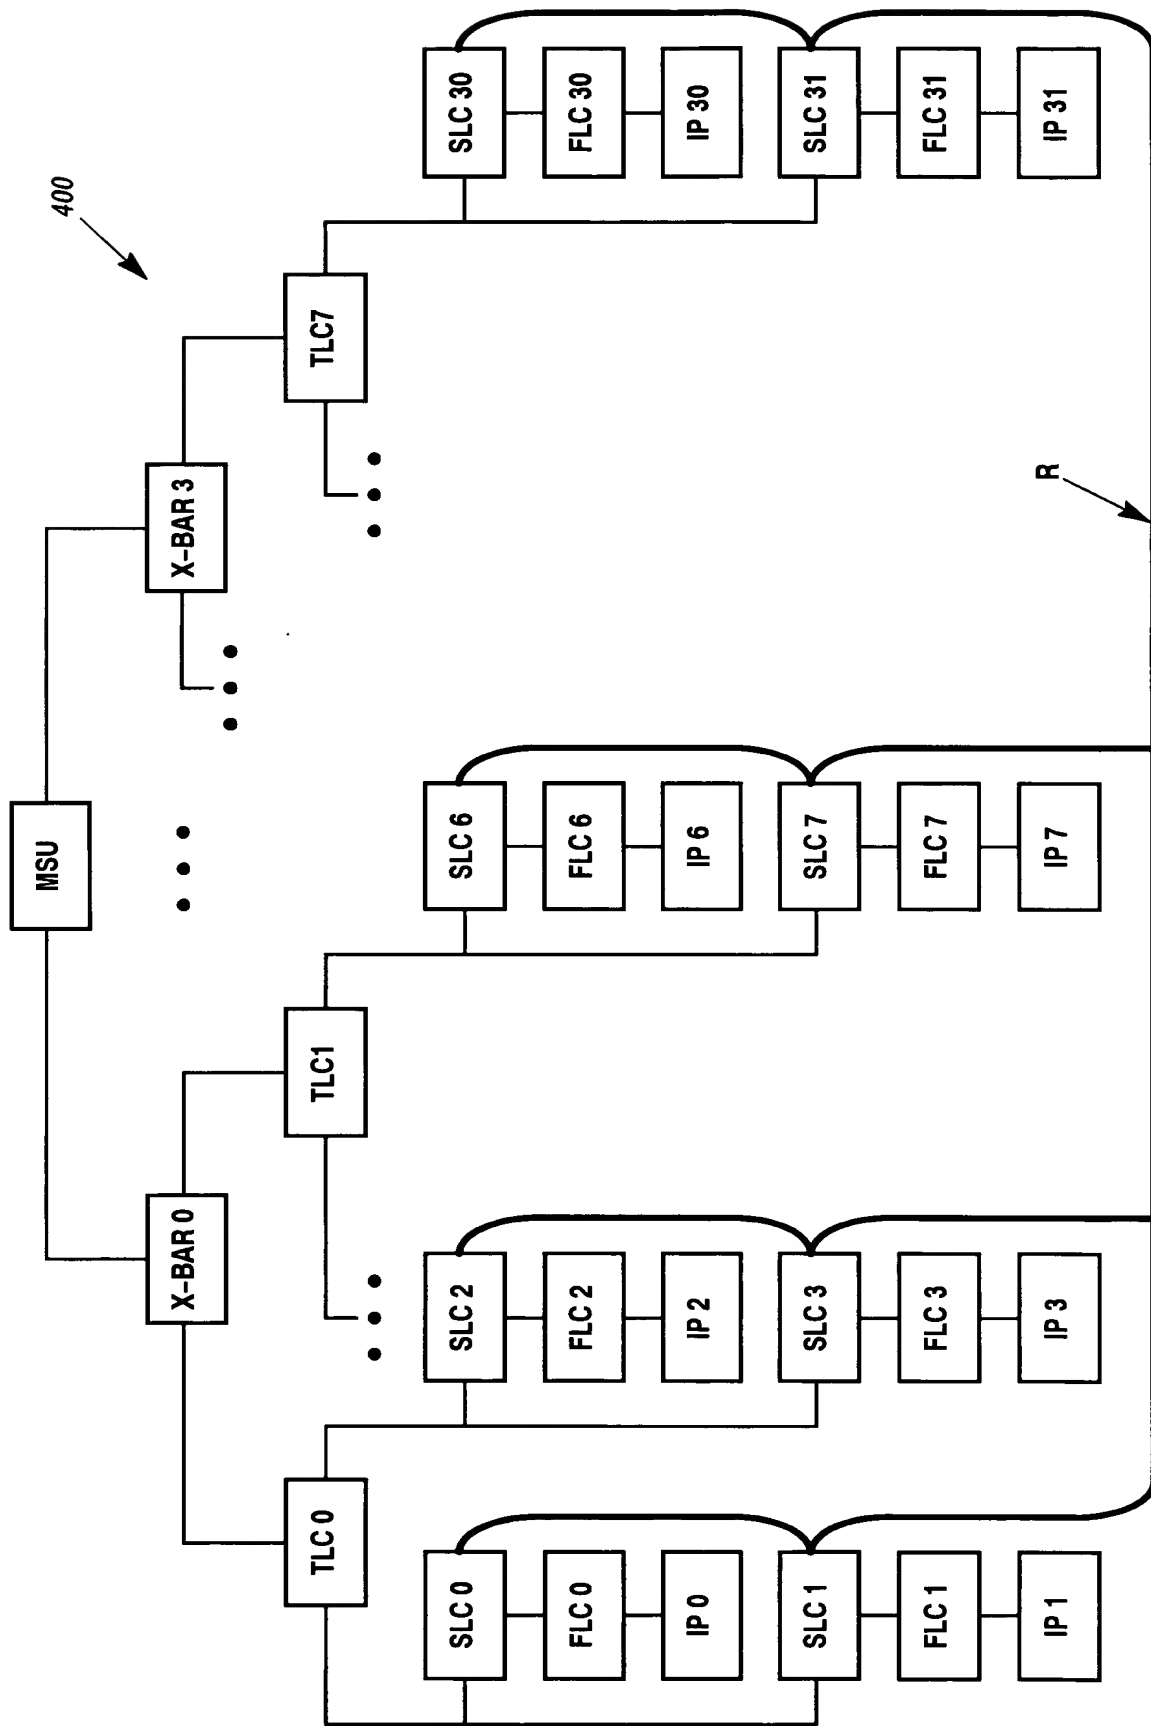 400
MSU
X-BAR 0
X-BAR 3
TLC 0
TLC1
TLC7
SLC 0
SLC 2
SLC 6
SLC 30
FLC 0
FLC 2
FLC 6
FLC 30
IP 0
IP 2
IP 6
IP 30
SLC 1
SLC 3
SLC 7
SLC 31
FLC 1
FLC 3
FLC 7
FLC 31
IP 1
IP 3
IP 7
IP 31
R